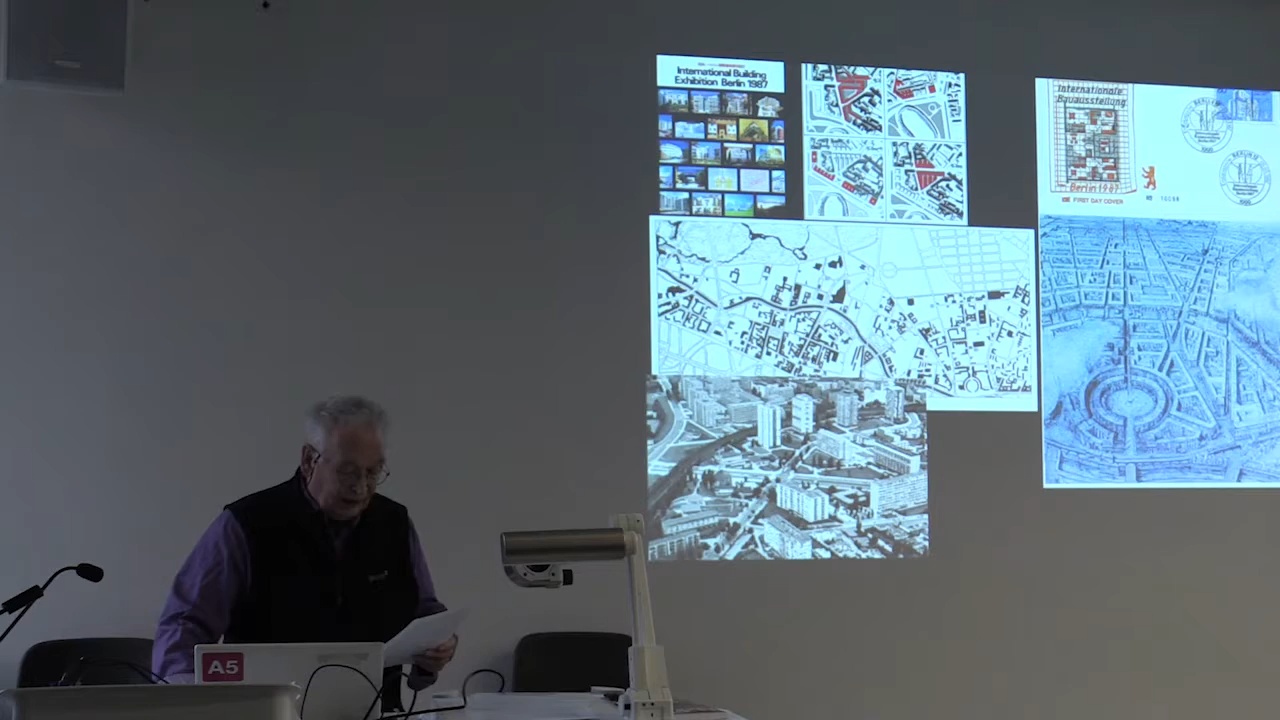 International Building
Exhibition Berlin 1987
Internationale
Bauausstellung
Berlin 1987
FIRST DAY COVER
A5